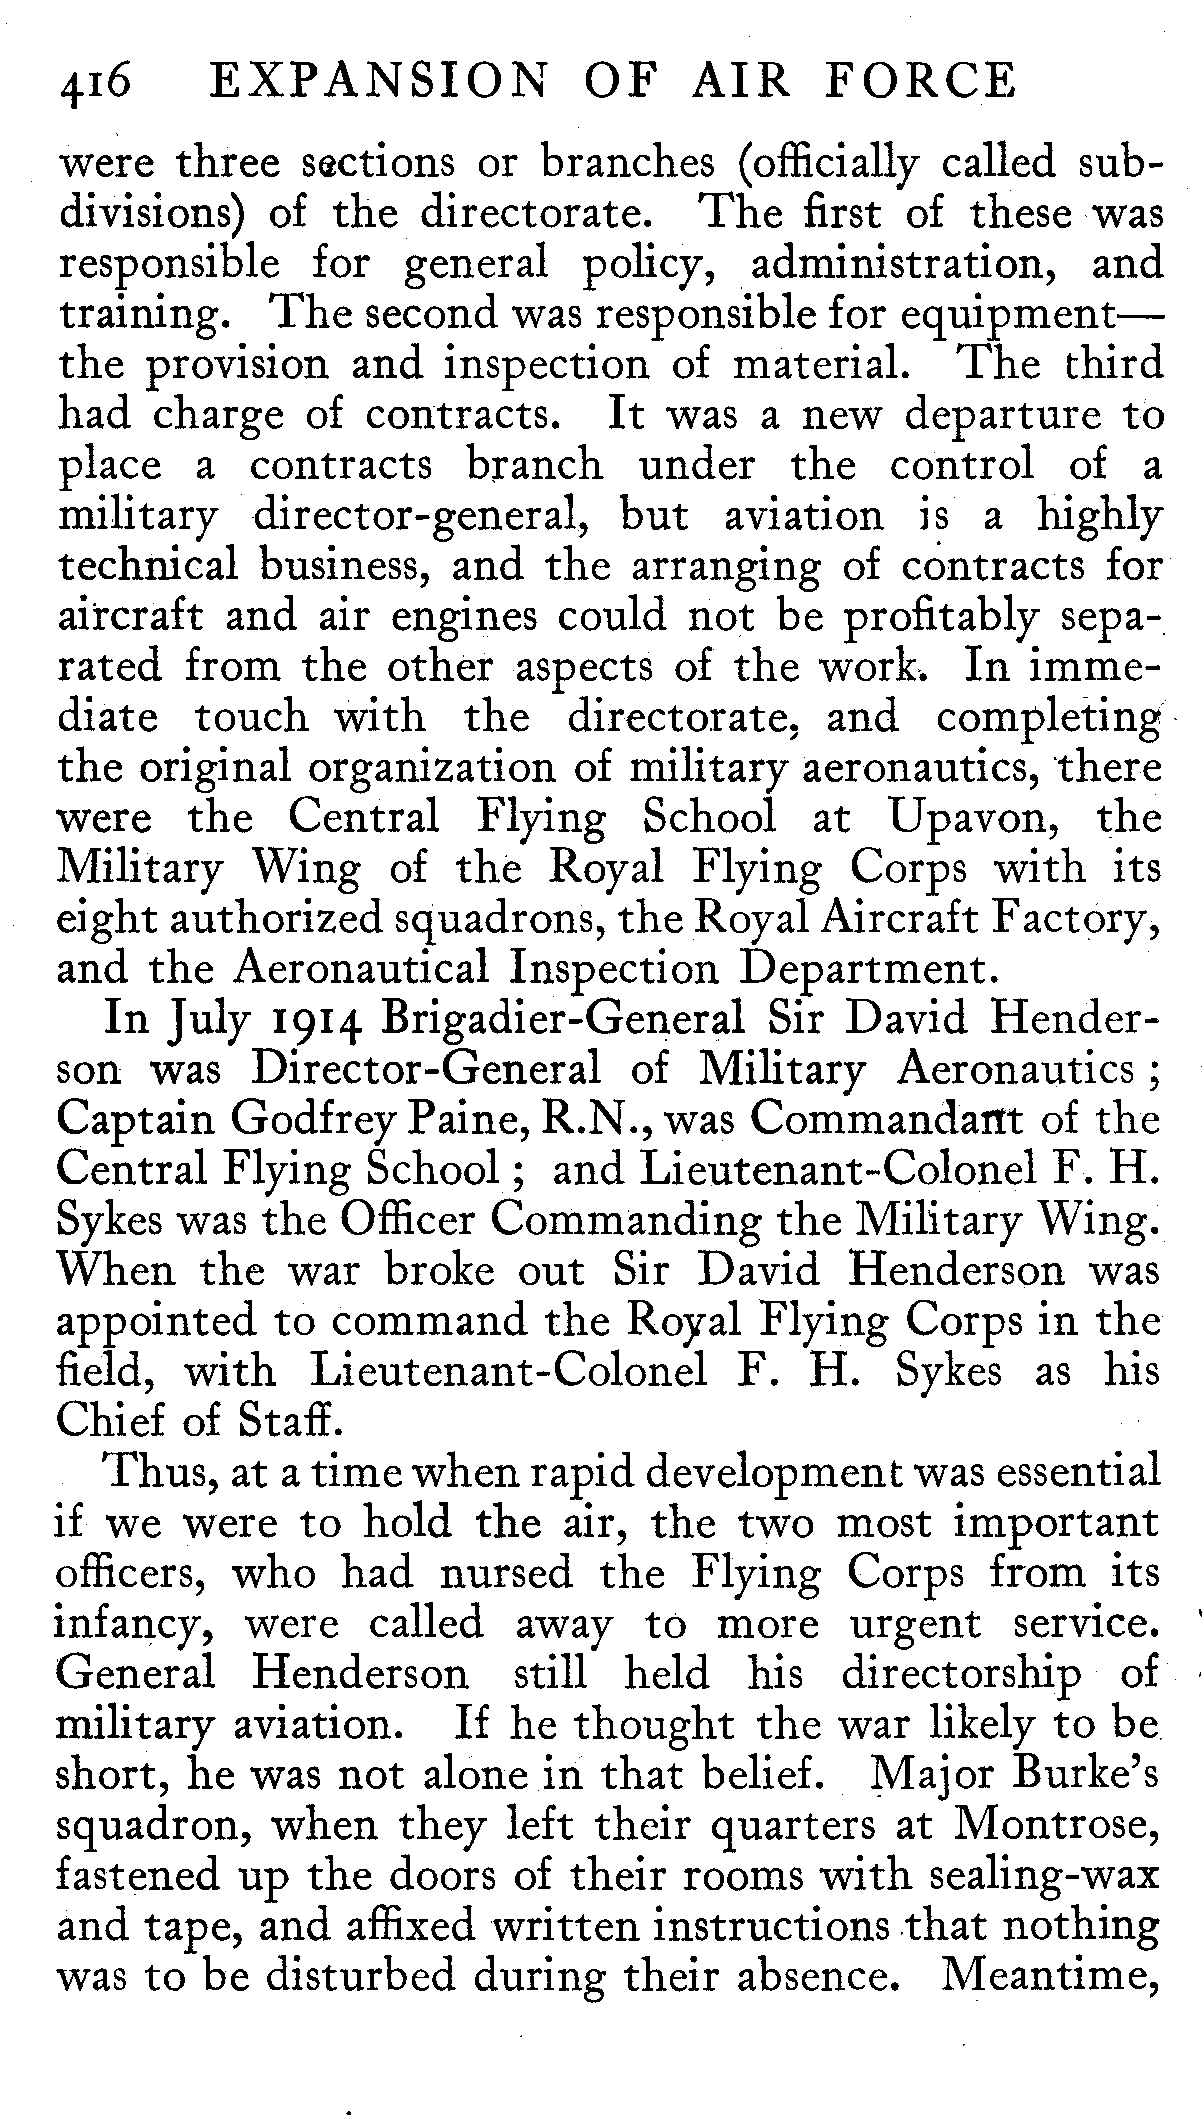 416 EXPANSION OF AIR FORCE
were three sections or branches (officially called sub-
divisions) of the directorate. The first of these was
responsible for general policy, administration, and
training. The second was responsible for equipment—
the provision and inspection of material. The third
had charge of contracts. It was a new departure to
place a contracts branch under the control of a
military director-general, but aviation is a highly
technical business, and the arranging of contracts for
aircraft and air engines could not be profitably sepa-
rated from the other aspects of the work. In imme-
diate touch with the directorate, and completing
the original organization of military aeronautics, there
were the Central Flying School at Upavon, the
Military Wing of the Royal Flying Corps with its
eight authorized squadrons, the Royal Aircraft Factory,
and the Aeronautical Inspection Department.
In July 1914 Brigadier-General Sir David Hender-
son was Director-General of Military Aeronautics ;
Captain Godfrey Paine, R.N., was Commandant of the
Central Flying School ; and Lieutenant-Colonel F. H.
Sykes was the Officer Commanding the Military Wing.
When the war broke out Sir David Henderson was
appointed to command the Royal Flying Corps in the
field, with Lieutenant-Colonel F. H. Sykes as his
Chief of Staff.
Thus, at a time when rapid development was essential
if we were to hold the air, the two most important
officers, who had nursed the Flying Corps from its
infancy, were called away to more urgent service.
General Henderson still held his directorship of
military aviation. If he thought the war likely to be
short, he was not alone in that belief. Major Burke's
squadron, when they left their quarters at Montrose,
fastened up the doors of their rooms with sealing-wax
and tape, and affixed written instructions that nothing
was to be disturbed during their absence. Meantime,